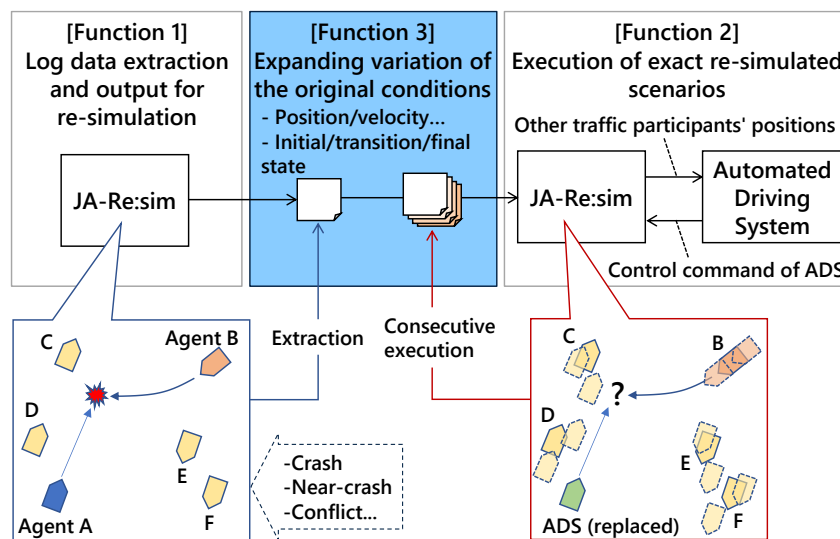 [Function 1]
Log data extraction
and output for
re-simulation
JA-Re:sim
[Function 3]
Expanding variation of
the original conditions
- Position/velocity...
- Initial/transition/final
state
[Function 2]
Execution of exact re-simulated
scenarios
Other traffic participants' positions
JA-Re:sim
Automated
Driving
System
Control command of ADS
C
Agent B
D
E
F
Agent A
Extraction
Consecutive
execution
-Crash
-Near-crash
-Conflict...
C
B
?
D
E
F
ADS (replaced)